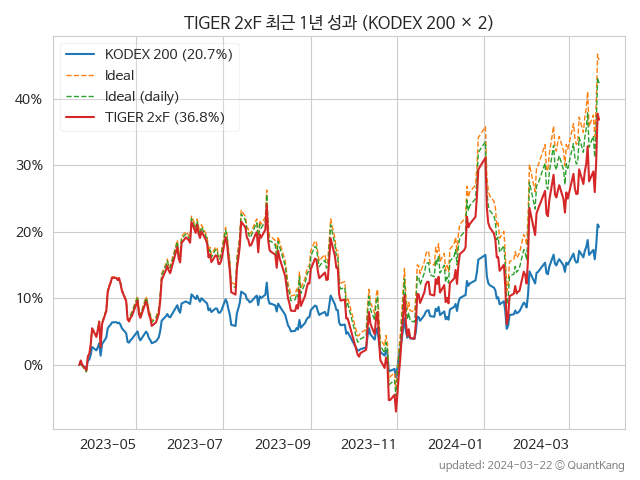 TIGER 2xF 최근 1년 성과 (KODEX 200 × 2)
KODEX 200 (20.7%)
Ideal
Ideal (daily)
TIGER 2xF (36.8%)
40%
30%
20%
10%
0%
2023-05 2023-07 2023-09 2023-11 2024-01 2024-03
updated: 2024-03-22 ⓒ QuantKang